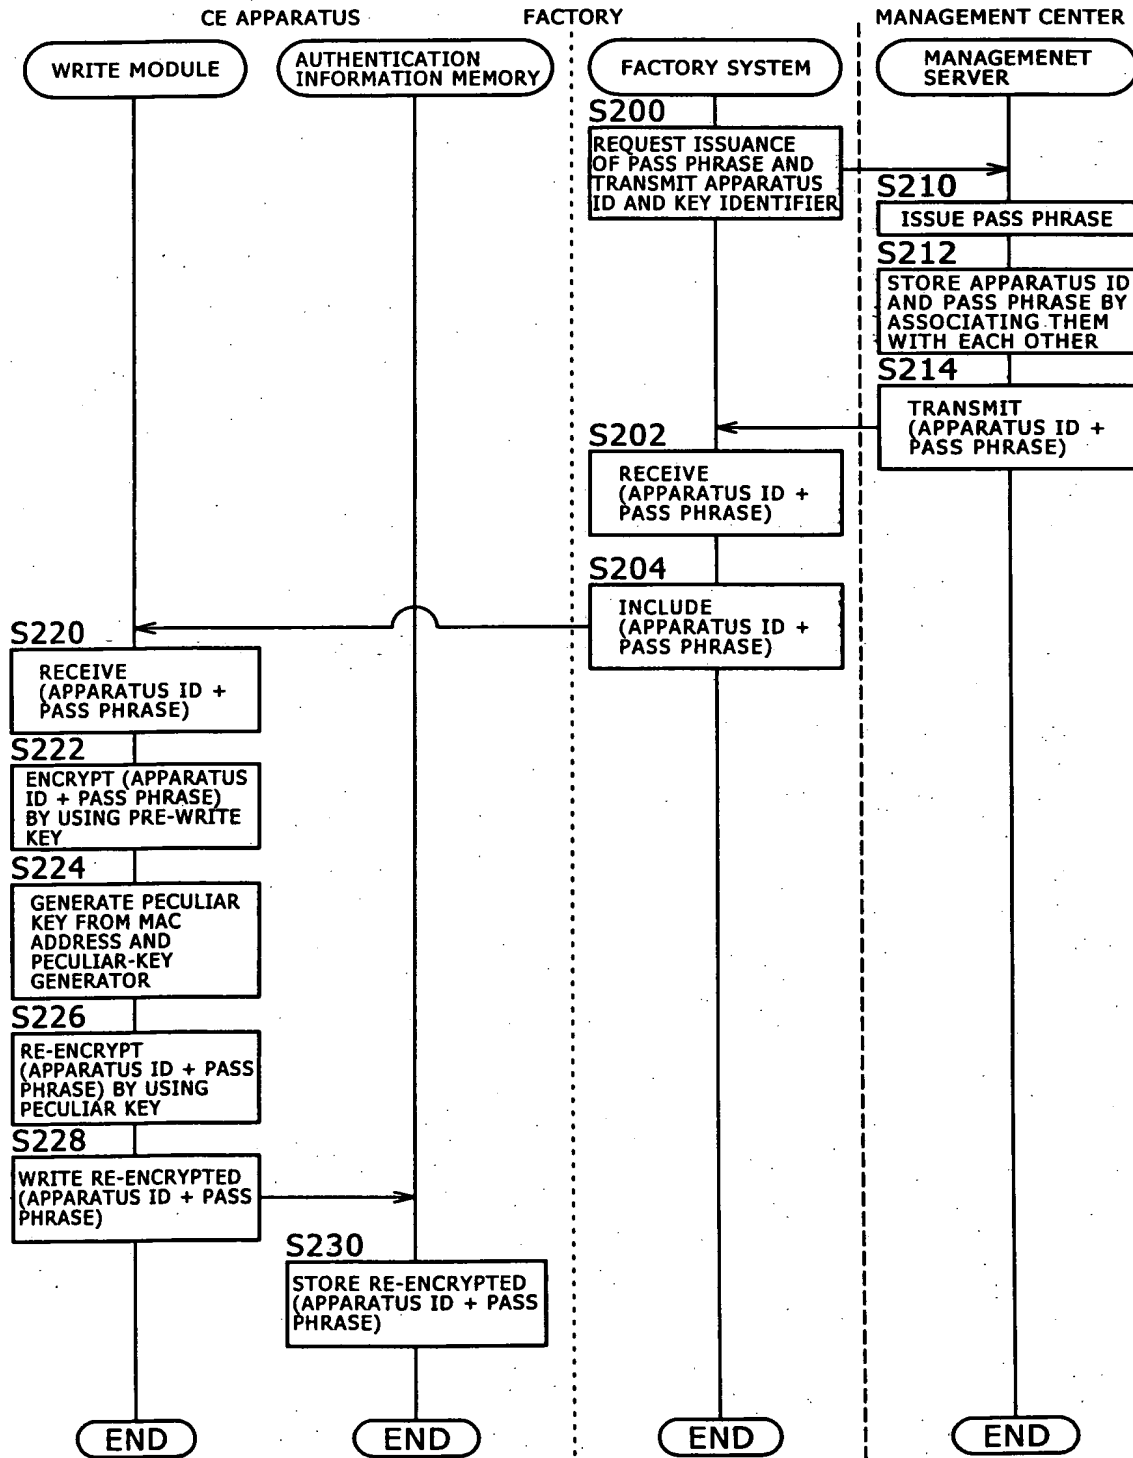 CE APPARATUS
FACTORY
MANAGEMENT CENTER
WRITE MODULE
AUTHENTICATION
INFORMATION MEMORY
FACTORY SYSTEM
MANAGEMENET
SERVER
S200
REQUEST ISSUANCE
OF PASS PHRASE AND
TRANSMIT APPARATUS
ID AND KEY IDENTIFIER
S210
ISSUE PASS PHRASE
S212
STORE APPARATUS ID
AND PASS PHRASE BY
ASSOCIATING THEM
WITH EACH OTHER
S214
TRANSMIT
(APPARATUS ID +
PASS PHRASE)
S202
RECEIVE
(APPARATUS ID +
PASS PHRASE)
S204
INCLUDE
(APPARATUS ID +
PASS PHRASE)
S220
RECEIVE
(APPARATUS ID +
PASS PHRASE)
S222
ENCRYPT (APPARATUS
ID + PASS PHRASE)
BY USING PRE-WRITE
KEY
S224
GENERATE PECULIAR
KEY FROM MAC
ADDRESS AND
PECULIAR-KEY
GENERATOR
S226
RE-ENCRYPT
(APPARATUS ID + PASS
PHRASE) BY USING
PECULIAR KEY
S228
WRITE RE-ENCRYPTED
(APPARATUS ID + PASS
PHRASE)
S230
STORE RE-ENCRYPTED
(APPARATUS ID + PASS
PHRASE)
END
END
END
END